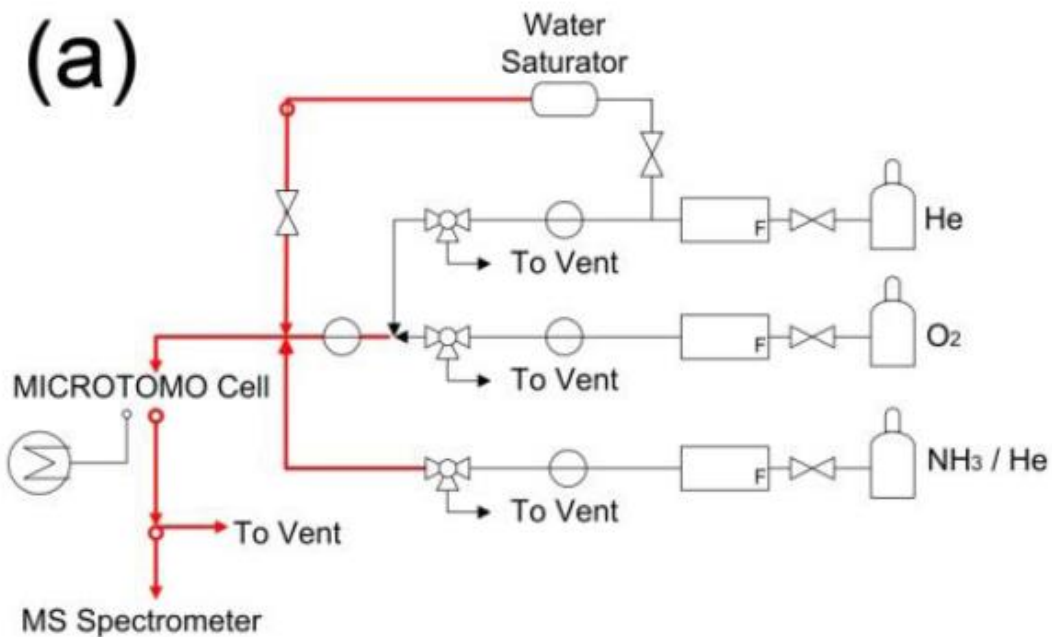 (a)
Water
Saturator
He
F
To Vent
O2
F
To Vent
MICROTOMO Cell
NH3 / He
F
To Vent
To Vent
MS Spectrometer